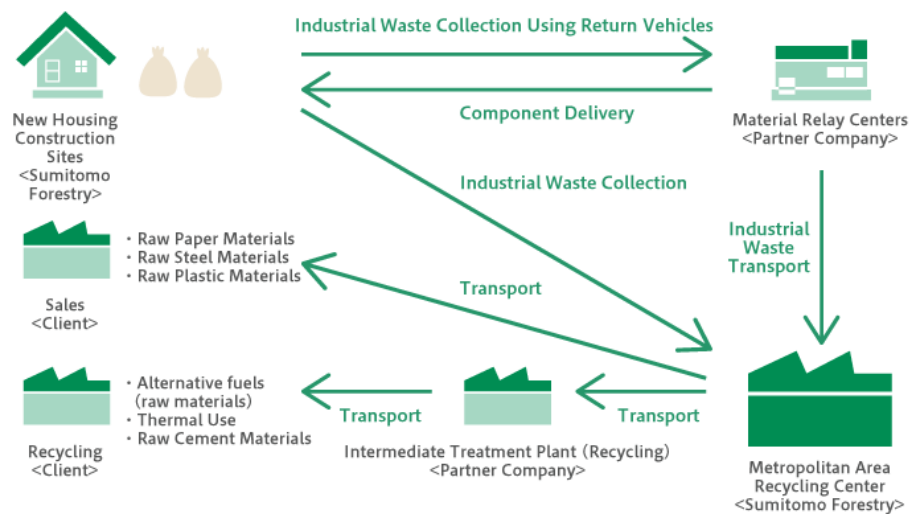 Industrial Waste Collection Using Return Vehicles
Component Delivery
New Housing
Construction
Sites
<Sumitomo
Forestry>
Material Relay Centers
<Partner Company>
Industrial Waste Collection
Industrial
Waste
Transport
・Raw Paper Materials
・Raw Steel Materials
・Raw Plastic Materials
Sales
<Client>
Transport
・Alternative fuels
(raw materials)
・Thermal Use
・Raw Cement Materials
Recycling
<Client>
Transport
Transport
Intermediate Treatment Plant (Recycling)
<Partner Company>
Metropolitan Area
Recycling Center
<Sumitomo Forestry>